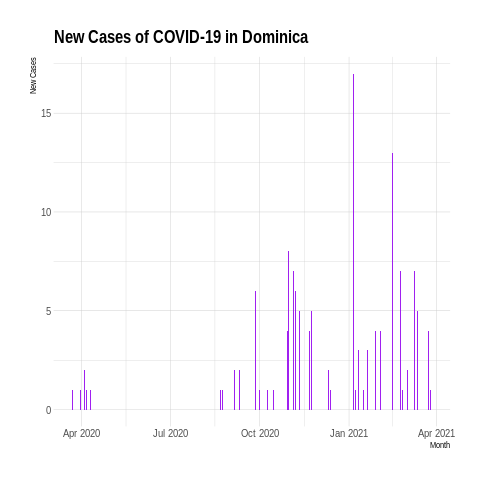 New Cases of COVID-19 in Dominica
New Cases
15
10
5
0
Apr 2020 Jul 2020 Oct 2020 Jan 2021 Apr 2021
Month